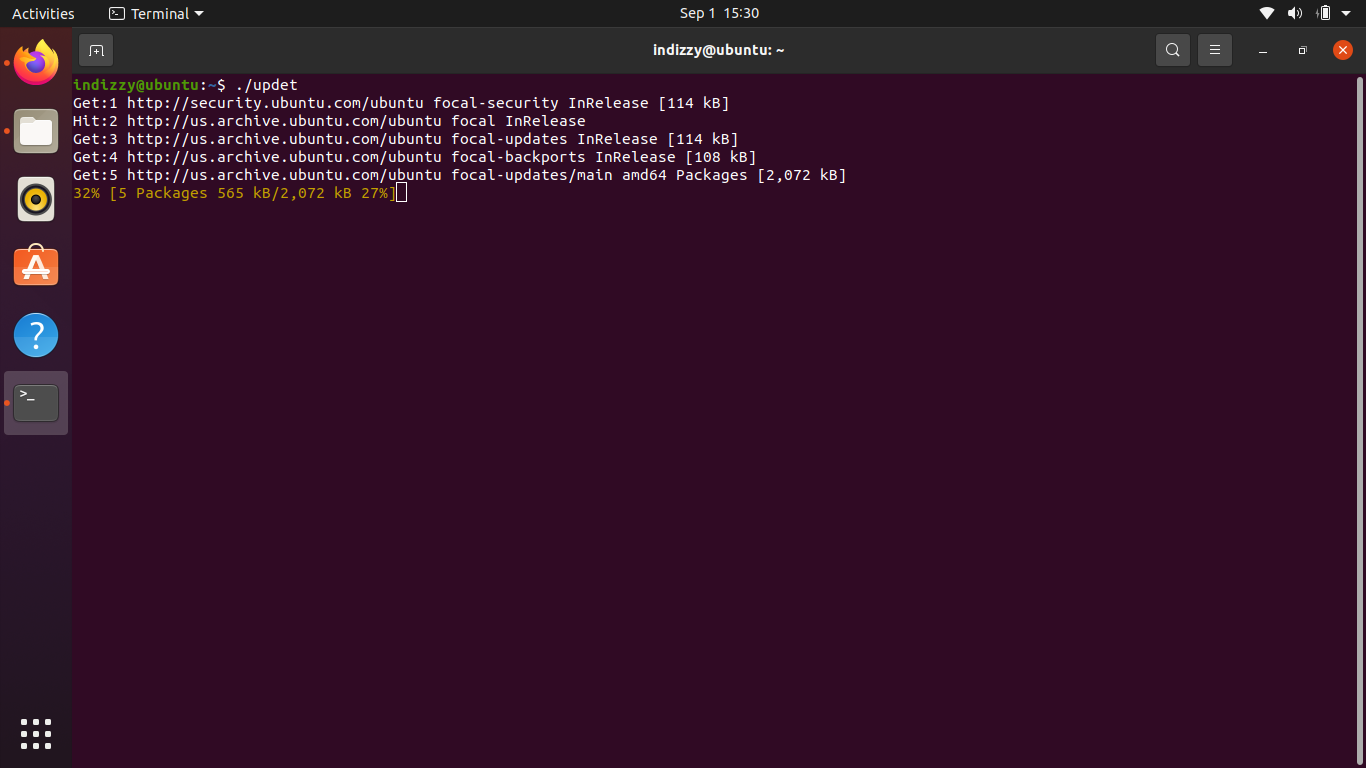 Activities Terminal Sep 1 15:30
indizzy@ubuntu: ~
indizzy@ubuntu:~$ ./updet
Get:1 http://security.ubuntu.com/ubuntu focal-security InRelease [114 kB]
Hit:2 http://us.archive.ubuntu.com/ubuntu focal InRelease
Get:3 http://us.archive.ubuntu.com/ubuntu focal-updates InRelease [114 kB]
Get:4 http://us.archive.ubuntu.com/ubuntu focal-backports InRelease [108 kB]
Get:5 http://us.archive.ubuntu.com/ubuntu focal-updates/main amd64 Packages [2,072 kB]
32% [5 Packages 565 kB/2,072 kB 27%]